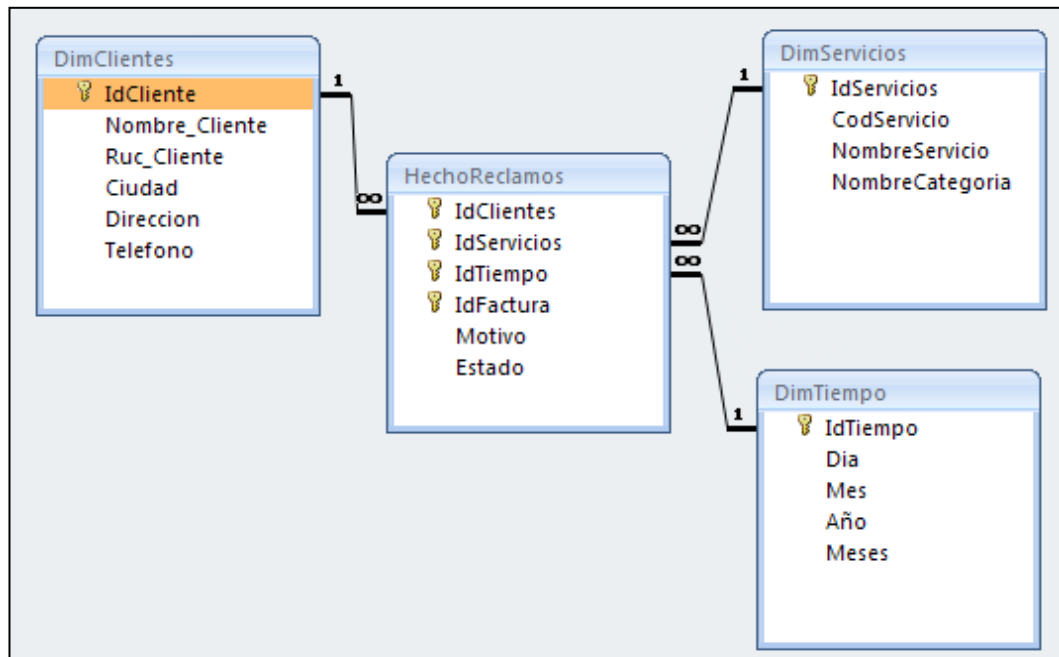 DimClientes
IdCliente
Nombre_Cliente
Ruc_Cliente
Ciudad
Direccion
Telefono
1
∞
HechoReclamos
IdClientes
IdServicios
IdTiempo
IdFactura
Motivo
Estado
∞
∞
1
DimServicios
IdServicios
CodServicio
NombreServicio
NombreCategoria
1
DimTiempo
IdTiempo
Dia
Mes
Año
Meses